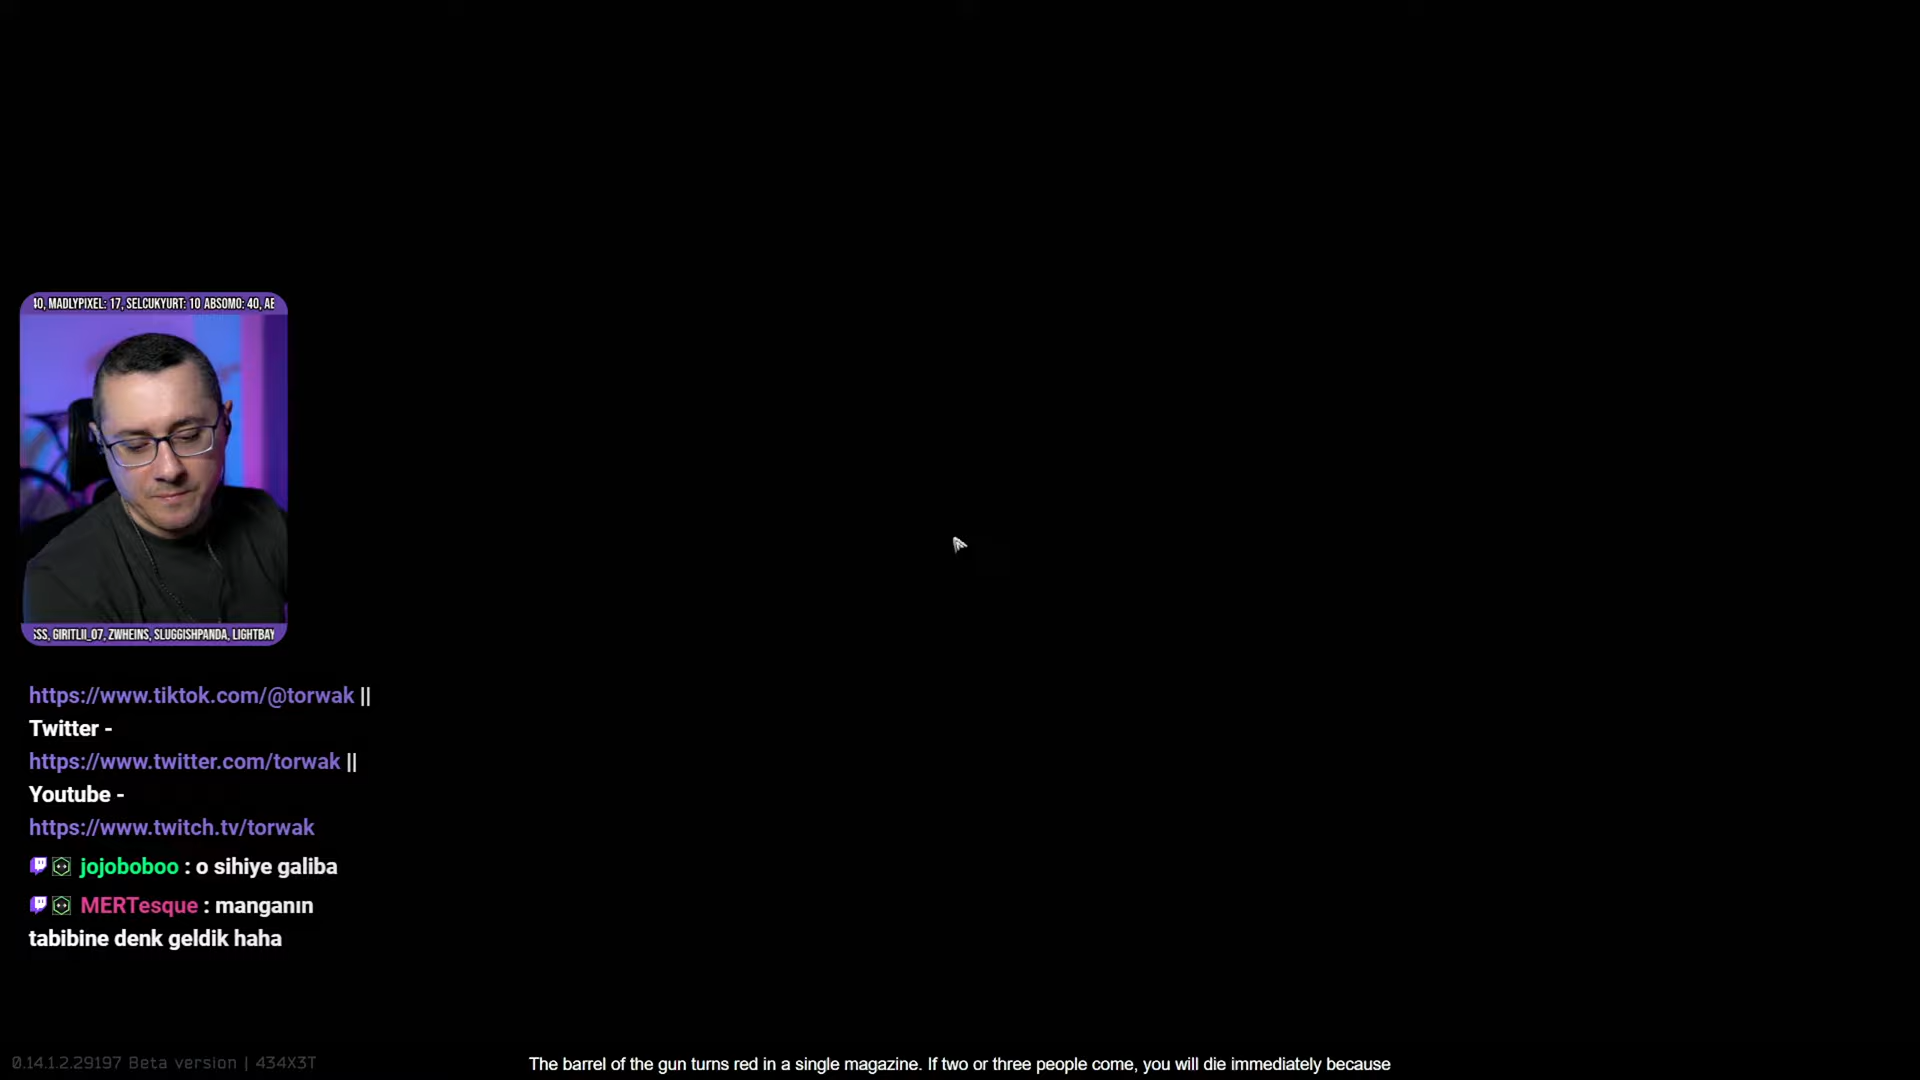 40, MADLYPIXEL: 17, SELCUKYURT: 10 ABSOMO: 40, AE
SSS, GIRITLII_07, ZWHEINS, SLUGGISHPANDA, LIGHTBAY
https://www.tiktok.com/@torwak ||
Twitter -
https://www.twitter.com/torwak ||
Youtube -
https://www.twitch.tv/torwak
jojoboboo : o sihiye galiba
MERTesque : manganın
tabibine denk geldik haha
0.14.1.2.29197 Beta version | 434X3T
The barrel of the gun turns red in a single magazine. If two or three people come, you will die immediately because